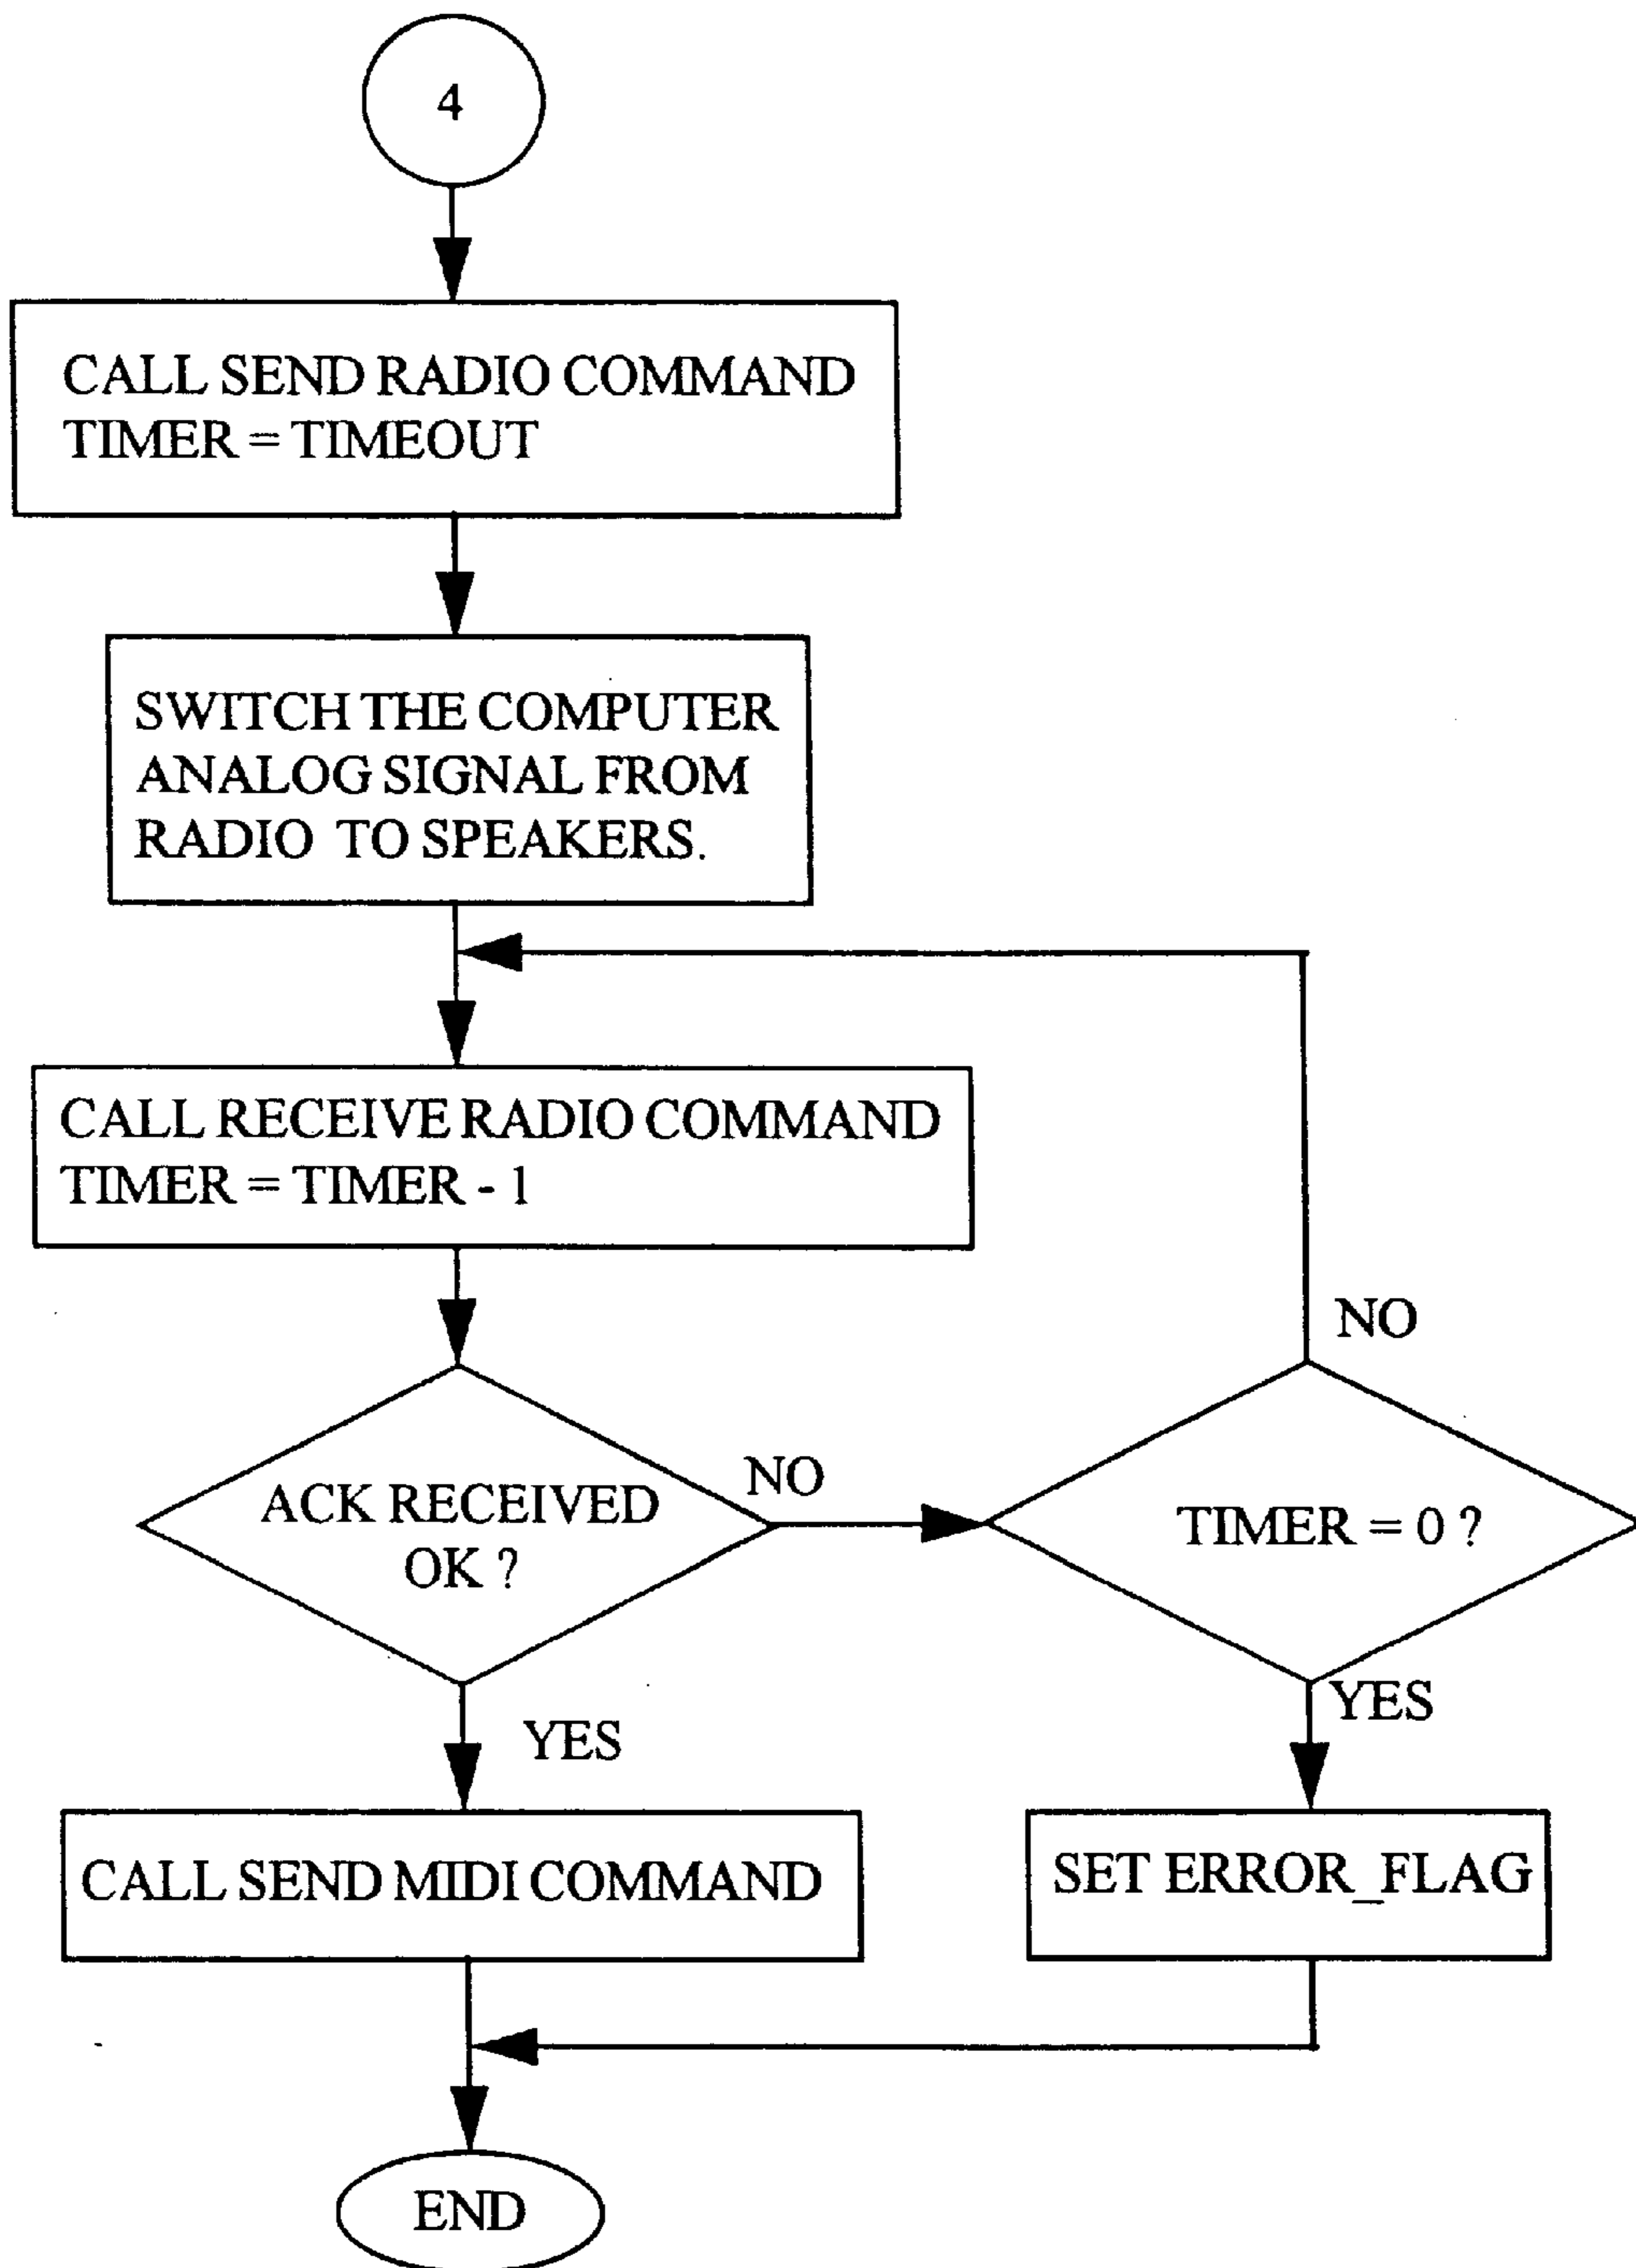 4
CALL SEND RADIO COMMAND
TIMER = TIMEOUT
SWITCH THE COMPUTER
ANALOG SIGNAL FROM
RADIO TO SPEAKERS.
CALL RECEIVE RADIO COMMAND
TIMER = TIMER - 1
NO
ACK RECEIVED
OK ?
NO
TIMER = 0 ?
YES
YES
CALL SEND MIDI COMMAND
SET ERROR_FLAG
END